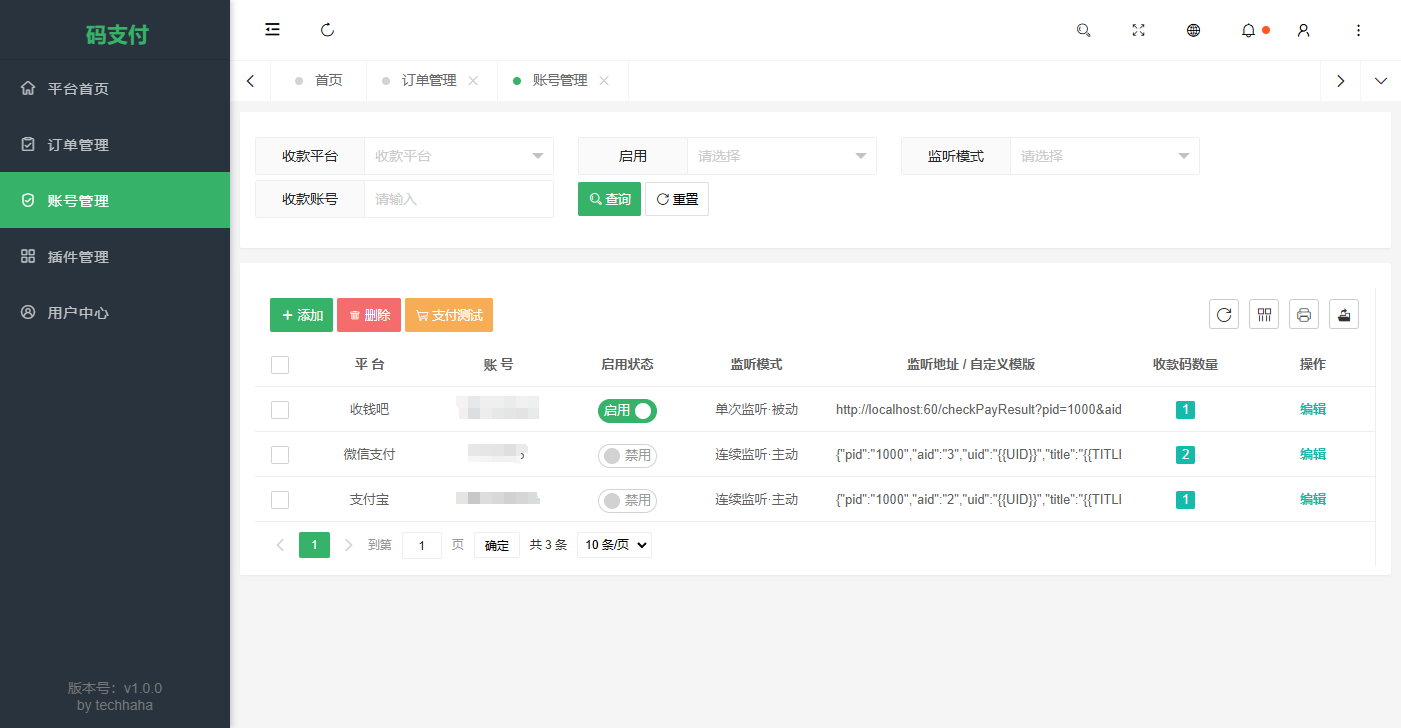 码支付
平台首页
订单管理
账号管理
插件管理
用户中心
版本号：v1.0.0
by techhaha
首页
订单管理
账号管理
收款平台 收款平台
启用 请选择
监听模式 请选择
收款账号 请输入
查询 重置
添加 删除 支付测试
平 台 账 号 启用状态 监听模式 监听地址 / 自定义模版 收款码数量 操作
收钱吧 启用 单次监听·被动 http://localhost:60/checkPayResult?pid=1000&aid 1 编辑
微信支付 禁用 连续监听·主动 {"pid":"1000","aid":"3","uid":"{{UID}}","title":"{{TITLI 2 编辑
支付宝 禁用 连续监听·主动 {"pid":"1000","aid":"2","uid":"{{UID}}","title":"{{TITLI 1 编辑
1 到第 1 页 确定 共 3 条 10 条/页